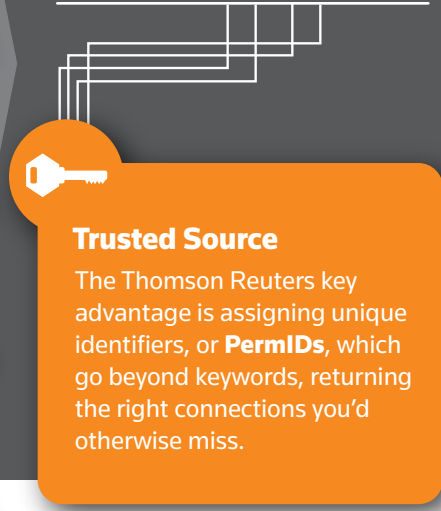 Trusted Source
The Thomson Reuters key
advantage is assigning unique
identifiers, or PermIDs, which
go beyond keywords, returning
the right connections you’d
otherwise miss.